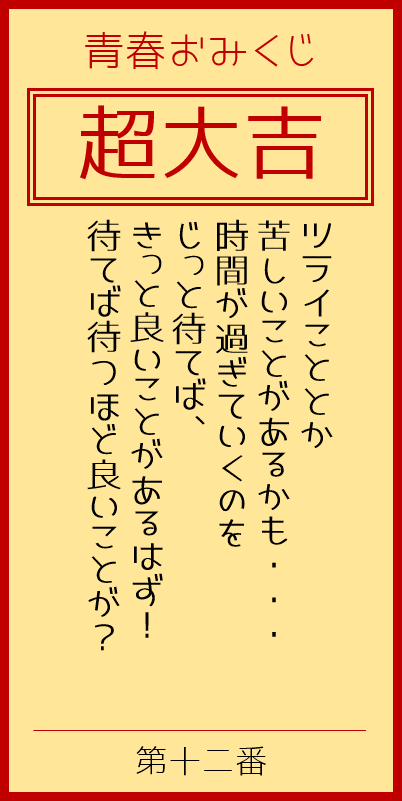 青春おみくじ
超大吉
ツライこととか
苦しいことがあるかも・・・
時間が過ぎていくのを
じっと待てば、
きっと良いことがあるはず！
待てば待つほど良いことが？
第十二番